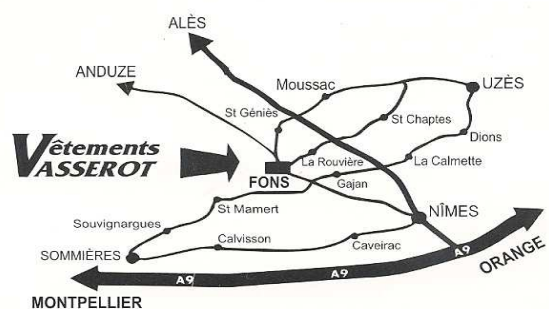 ALÈS
ANDUZE
Moussac
UZÈS
St Géniès
St Chaptes
Dions
Vêtements
VASSEROT
La Rouvière
La Calmette
FONS
Gajan
St Mamert
NÎMES
Souvignargues
Calvisson
Caveirac
SOMMIÈRES
A9
A9
A9
ORANGE
MONTPELLIER